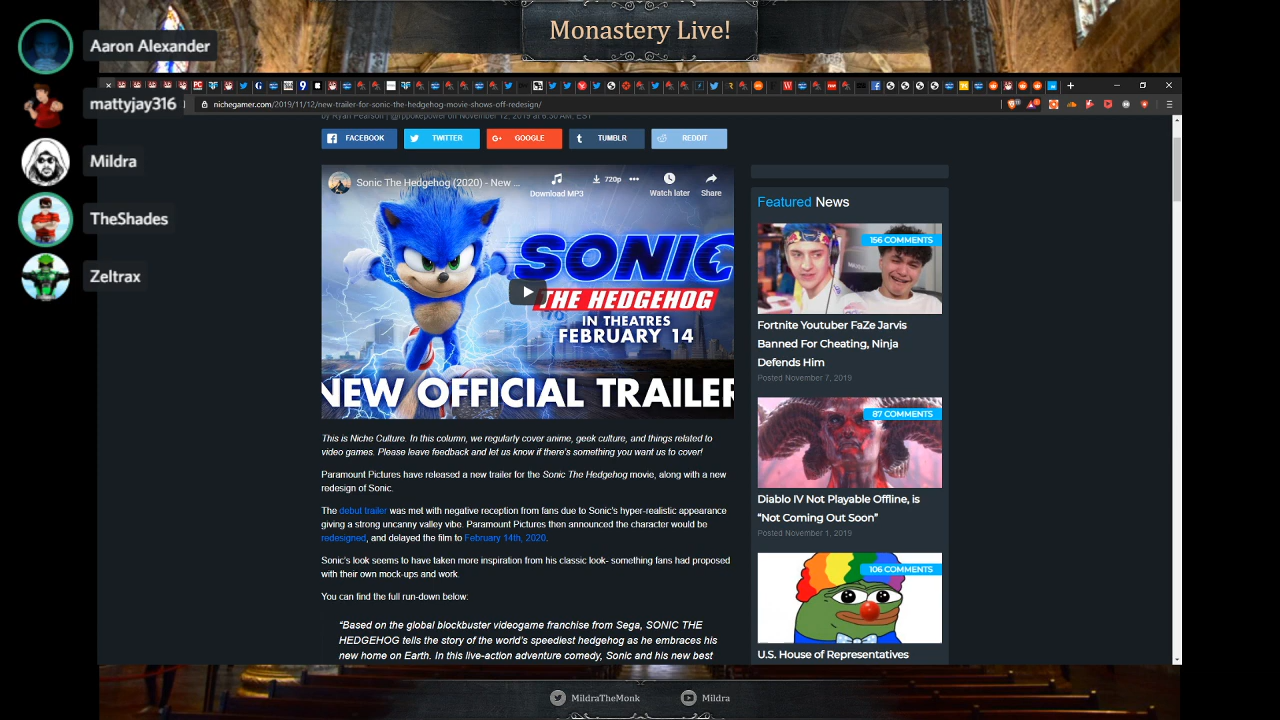 Monastery Live!
Aaron Alexander
mattyjay316
Mildra
TheShades
Zeltrax
nichegamer.com/2019/11/12/new-trailer-for-sonic-the-hedgehog-movie-shows-off-redesign/
by Ryan Pearson | @rppokepower on November 12, 2019 at 6:30 AM, EST
FACEBOOK
TWITTER
GOOGLE
TUMBLR
REDDIT
Sonic The Hedgehog (2020) - New ...
Download MP3
720p
Watch later
Share
SONIC
THE HEDGEHOG
IN THEATRES
FEBRUARY 14
NEW OFFICIAL TRAILER
This is Niche Culture. In this column, we regularly cover anime, geek culture, and things related to
video games. Please leave feedback and let us know if there's something you want us to cover!
Paramount Pictures have released a new trailer for the Sonic The Hedgehog movie, along with a new
redesign of Sonic.
The debut trailer was met with negative reception from fans due to Sonic's hyper-realistic appearance
giving a strong uncanny valley vibe. Paramount Pictures then announced the character would be
redesigned, and delayed the film to February 14th, 2020.
Sonic's look seems to have taken more inspiration from his classic look- something fans had proposed
with their own mock-ups and work.
You can find the full run-down below:
"Based on the global blockbuster videogame franchise from Sega, SONIC THE
HEDGEHOG tells the story of the world's speediest hedgehog as he embraces his
new home on Earth. In this live-action adventure comedy, Sonic and his new best
Featured News
156 COMMENTS
Fortnite Youtuber FaZe Jarvis
Banned For Cheating, Ninja
Defends Him
Posted November 7, 2019
87 COMMENTS
Diablo IV Not Playable Offline, is
"Not Coming Out Soon"
Posted November 1, 2019
106 COMMENTS
U.S. House of Representatives
MildraTheMonk
Mildra